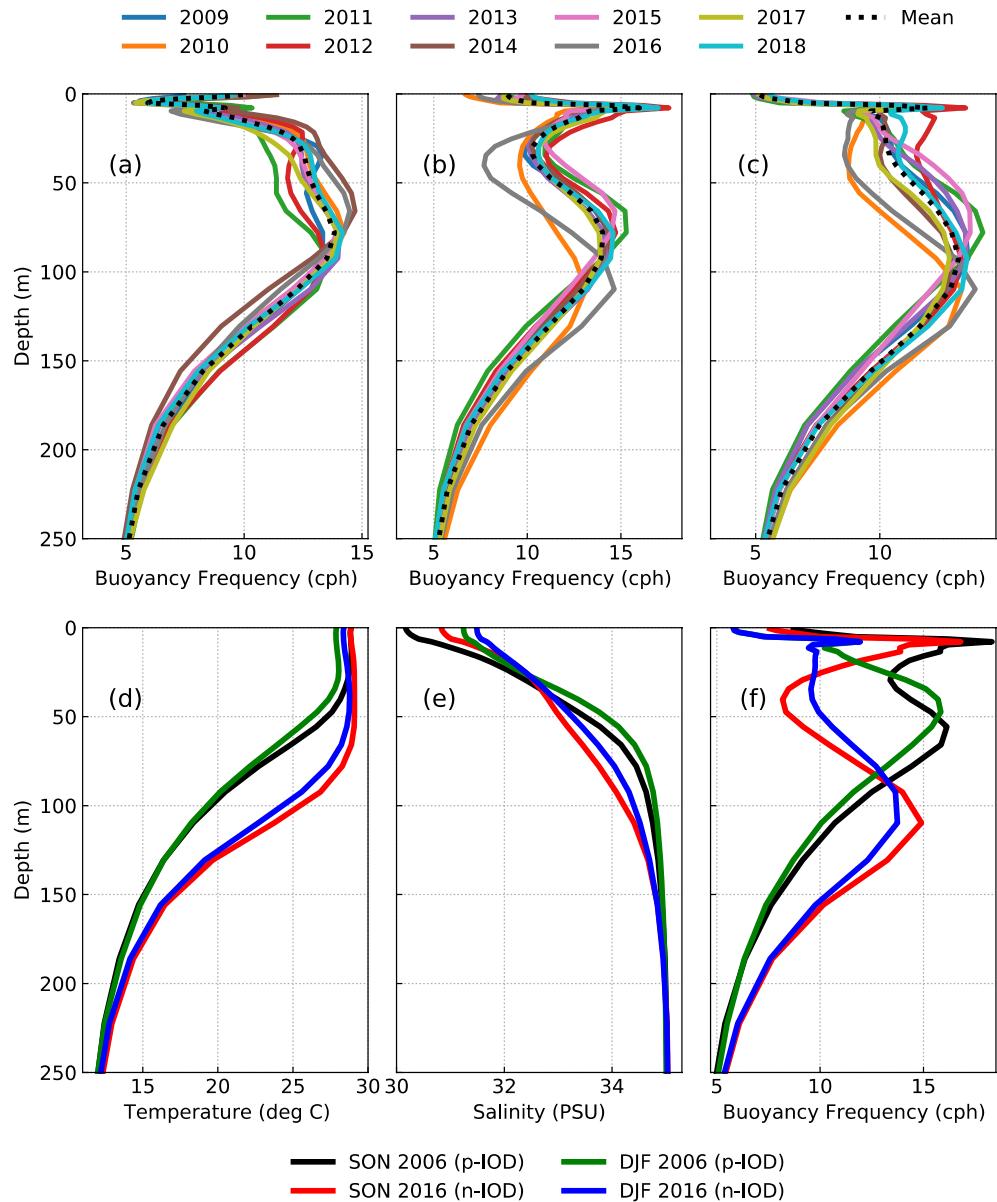 2009 2011 2013 2015 2017 Mean
2010 2012 2014 2016 2018
0
50
100
150
200
250
Depth (m)
(a)
5 10 15
Buoyancy Frequency (cph)
(b)
5 10 15
Buoyancy Frequency (cph)
(c)
5 10
Buoyancy Frequency (cph)
0
50
100
150
200
250
Depth (m)
(d)
15 20 25 30
Temperature (deg C)
(e)
30 32 34
Salinity (PSU)
(f)
5 10 15
Buoyancy Frequency (cph)
SON 2006 (p-IOD) DJF 2006 (p-IOD)
SON 2016 (n-IOD) DJF 2016 (n-IOD)